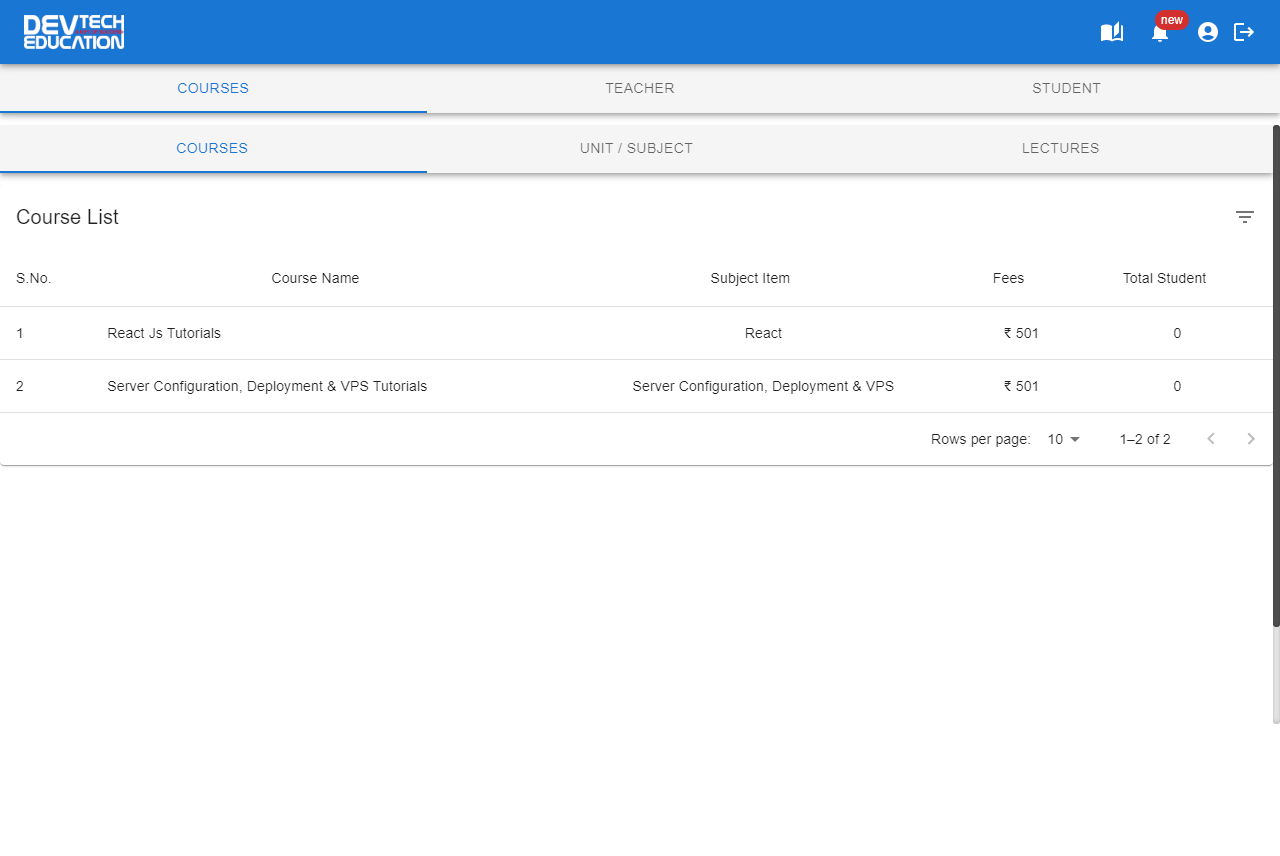 DEVTECH
EDUCATION
new
COURSES TEACHER STUDENT
COURSES UNIT / SUBJECT LECTURES
Course List
S.No. Course Name Subject Item Fees Total Student
1 React Js Tutorials React ₹ 501 0
2 Server Configuration, Deployment & VPS Tutorials Server Configuration, Deployment & VPS ₹ 501 0
Rows per page: 10 1–2 of 2